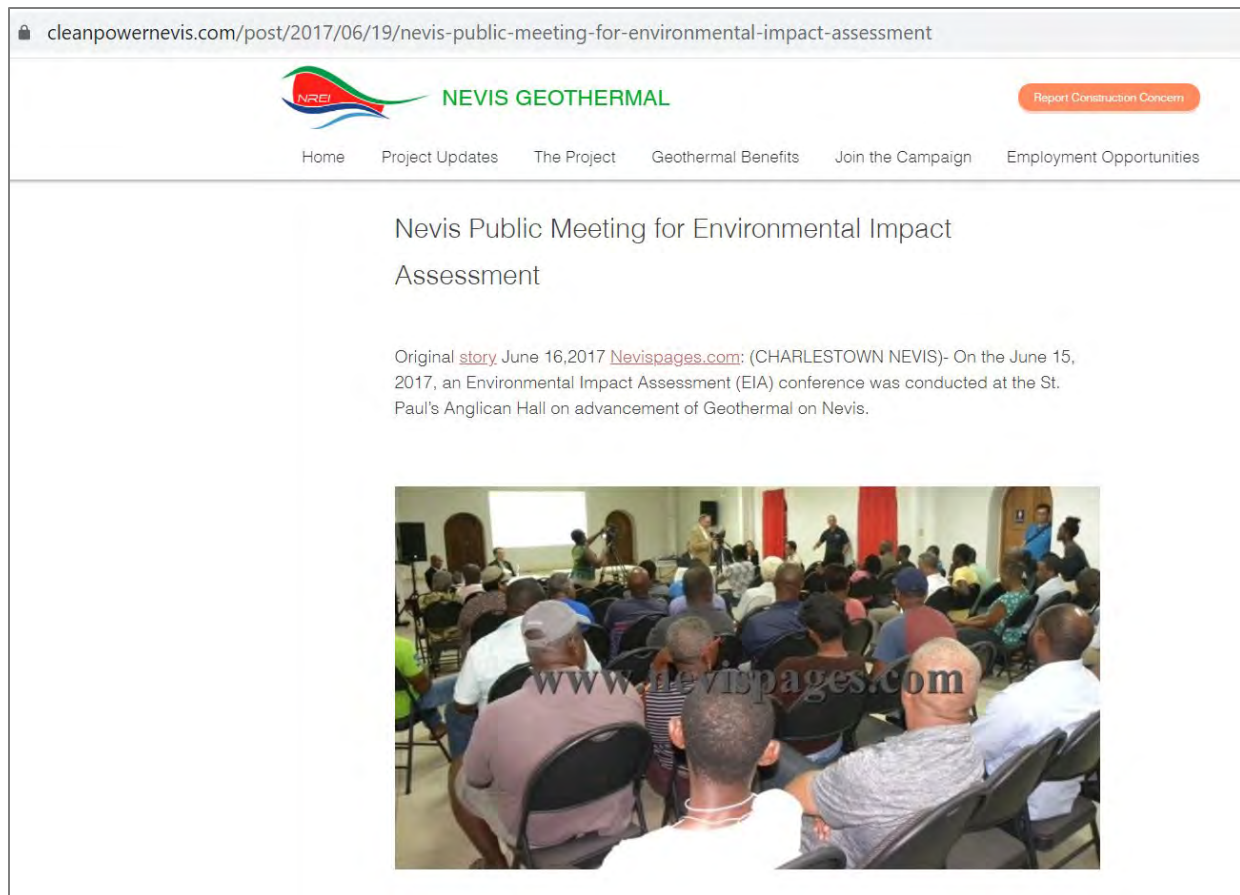 cleanpowernevis.com/post/2017/06/19/nevis-public-meeting-for-environmental-impact-assessment
NREI
NEVIS GEOTHERMAL
Report Construction Concern
Home Project Updates The Project Geothermal Benefits Join the Campaign Employment Opportunities
Nevis Public Meeting for Environmental Impact
Assessment
Original story June 16,2017 Nevispages.com: (CHARLESTOWN NEVIS)- On the June 15,
2017, an Environmental Impact Assessment (EIA) conference was conducted at the St.
Paul's Anglican Hall on advancement of Geothermal on Nevis.
www.nevispages.com